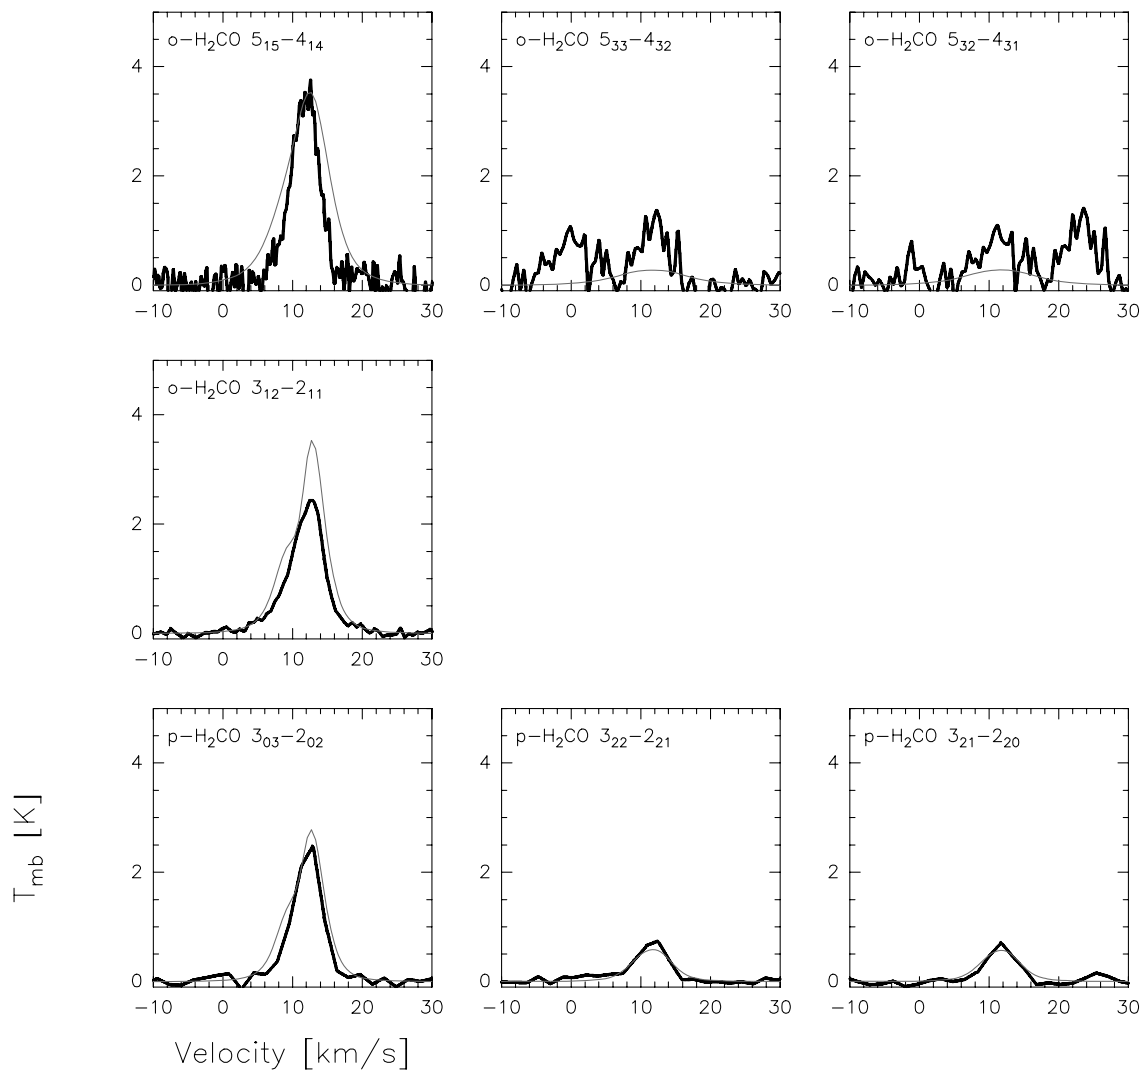 o−H₂CO 5₁₅−4₁₄
o−H₂CO 5₃₃−4₃₂
o−H₂CO 5₃₂−4₃₁
4
2
0
4
2
0
4
2
0
−10 0 10 20 30
−10 0 10 20 30
−10 0 10 20 30
o−H₂CO 3₁₂−2₁₁
4
2
0
−10 0 10 20 30
p−H₂CO 3₀₃−2₀₂
p−H₂CO 3₂₂−2₂₁
p−H₂CO 3₂₁−2₂₀
4
2
0
4
2
0
4
2
0
−10 0 10 20 30
−10 0 10 20 30
−10 0 10 20 30
T_mb [K]
Velocity [km/s]